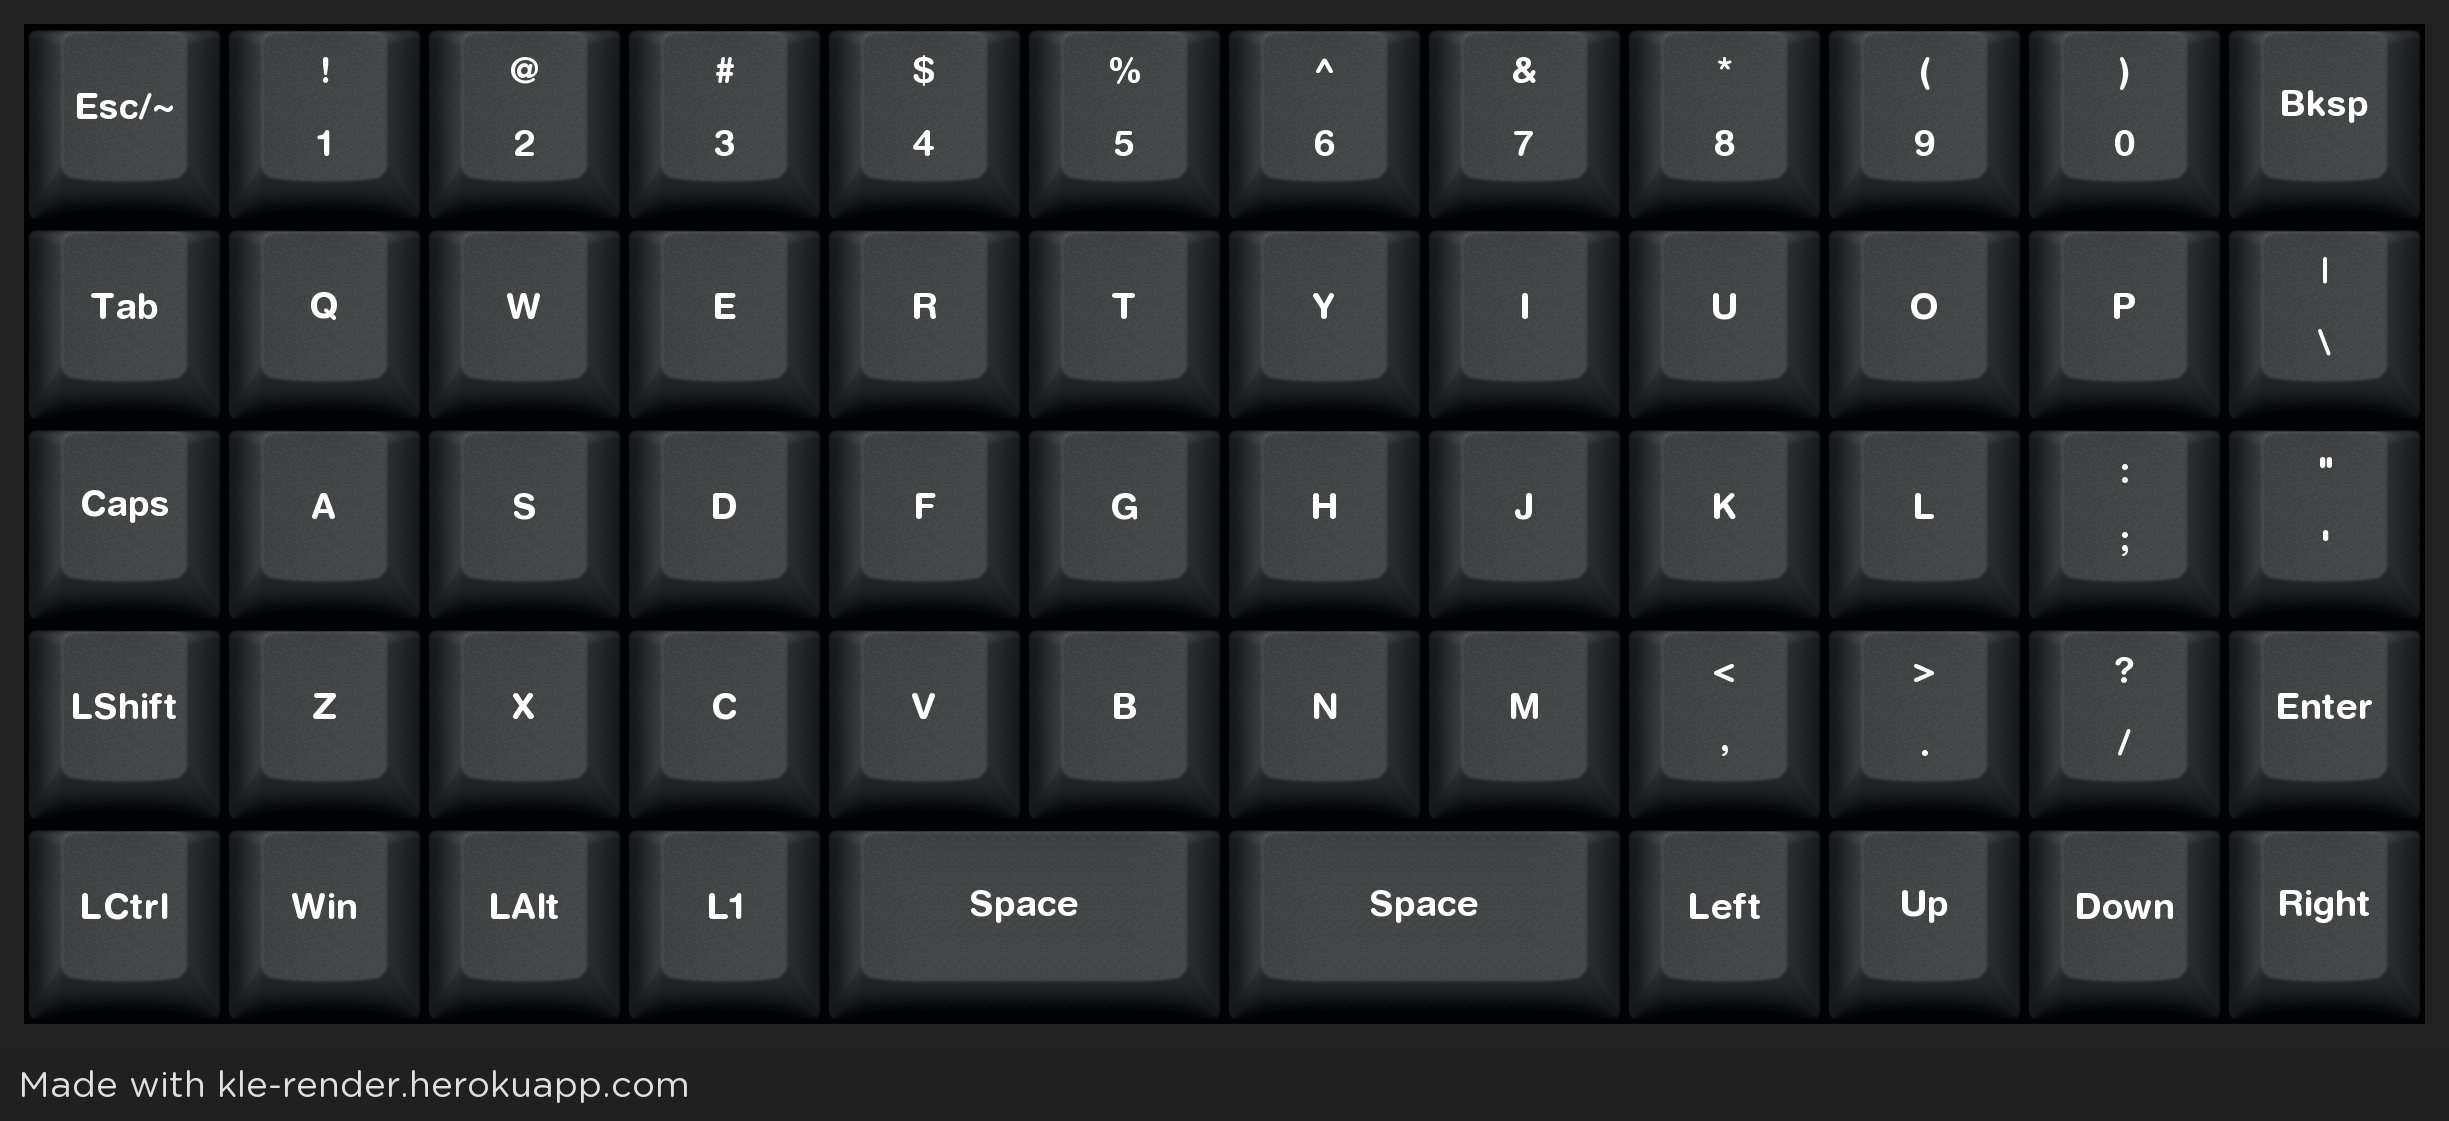 ! @ # $ % ^ & * ( )
Esc/~ 1 2 3 4 5 6 7 8 9 0 Bksp
Tab Q W E R T Y I U O P | \
Caps A S D F G H J K L : ; " '
LShift Z X C V B N M < , > . ? / Enter
LCtrl Win LAlt L1 Space Space Left Up Down Right
Made with kle-render.herokuapp.com